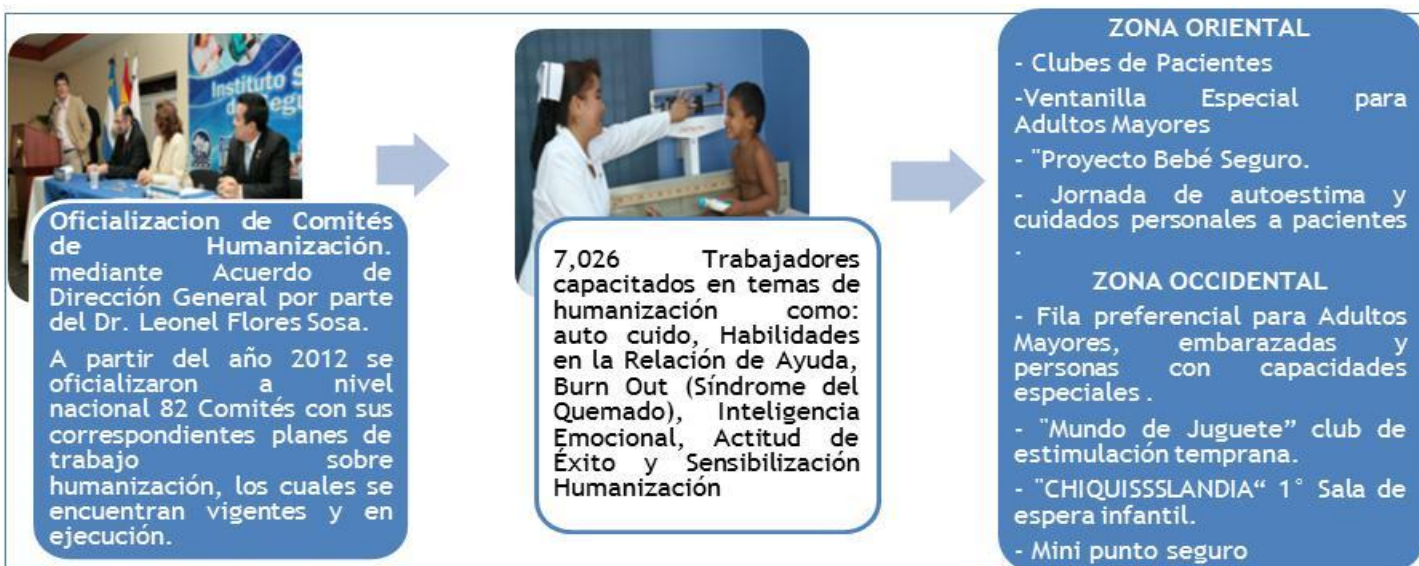 Instituto S
de Segu
Oficializacion de Comités
de Humanización.
mediante Acuerdo de
Dirección General por parte
del Dr. Leonel Flores Sosa.
A partir del año 2012 se
oficializaron a nivel
nacional 82 Comités con sus
correspondientes planes de
trabajo sobre
humanización, los cuales se
encuentran vigentes y en
ejecución.
7,026 Trabajadores
capacitados en temas de
humanización como:
auto cuido, Habilidades
en la Relación de Ayuda,
Burn Out (Síndrome del
Quemado), Inteligencia
Emocional, Actitud de
Éxito y Sensibilización
Humanización
ZONA ORIENTAL
- Clubes de Pacientes
-Ventanilla Especial para
Adultos Mayores
- "Proyecto Bebé Seguro.
- Jornada de autoestima y
cuidados personales a pacientes
.
ZONA OCCIDENTAL
- Fila preferencial para Adultos
Mayores, embarazadas y
personas con capacidades
especiales .
- "Mundo de Juguete” club de
estimulación temprana.
- "CHIQUISSSLANDIA“ 1° Sala de
espera infantil.
- Mini punto seguro